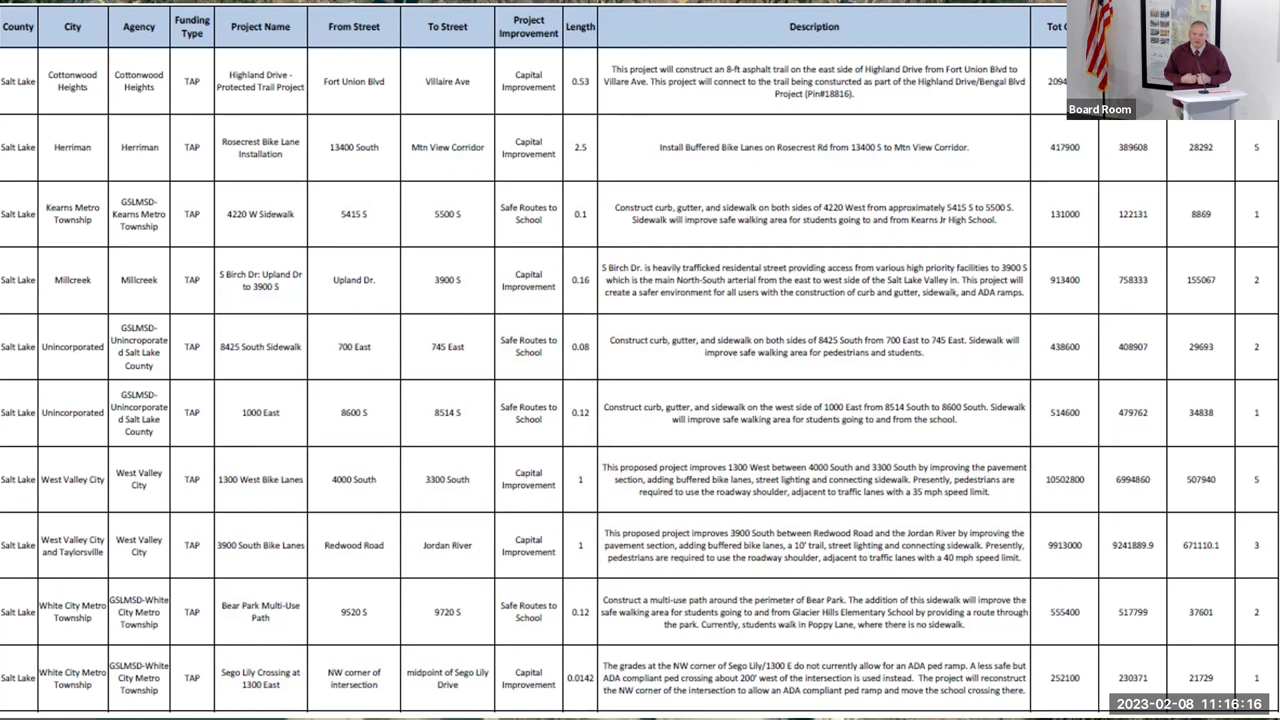 County City Agency Funding Type Project Name From Street To Street Project Improvement Length Description Tot
Salt Lake Cottonwood Heights Cottonwood Heights TAP Highland Drive - Protected Trail Project Fort Union Blvd Villaire Ave Capital Improvement 0.53 This project will construct an 8-ft asphalt trail on the east side of Highland Drive from Fort Union Blvd to Villare Ave. This project will connect to the trail being consturcted as part of the Highland Drive/Bengal Blvd Project (Pin#18816). 2094
Board Room
Salt Lake Herriman Herriman TAP Rosecrest Bike Lane Installation 13400 South Mtn View Corridor Capital Improvement 2.5 Install Buffered Bike Lanes on Rosecrest Rd from 13400 S to Mtn View Corridor. 417900 389608 28292 5
Salt Lake Kearns Metro Township GSLMSD-Kearns Metro Township TAP 4220 W Sidewalk 5415 S 5500 S Safe Routes to School 0.1 Construct curb, gutter, and sidewalk on both sides of 4220 West from approximately 5415 S to 5500 S. Sidewalk will improve safe walking area for students going to and from Kearns Jr High School. 131000 122131 8869 1
Salt Lake Millcreek Millcreek TAP S Birch Dr: Upland Dr to 3900 S Upland Dr. 3900 S Capital Improvement 0.16 S Birch Dr. is heavily trafficked residental street providing access from various high priority facilities to 3900 S which is the main North-South arterial from the east to west side of the Salt Lake Valley in. This project will create a safer environment for all users with the construction of curb and gutter, sidewalk, and ADA ramps. 913400 758333 155067 2
Salt Lake Unincorporated GSLMSD-Unincroporated Salt Lake County TAP 8425 South Sidewalk 700 East 745 East Safe Routes to School 0.08 Construct curb, gutter, and sidewalk on both sides of 8425 South from 700 East to 745 East. Sidewalk will improve safe walking area for pedestrians and students. 438600 408907 29693 2
Salt Lake Unincorporated GSLMSD-Unincorporated Salt Lake County TAP 1000 East 8600 S 8514 S Safe Routes to School 0.12 Construct curb, gutter, and sidewalk on the west side of 1000 East from 8514 South to 8600 South. Sidewalk will improve safe walking area for students going to and from the school. 514600 479762 34838 1
Salt Lake West Valley City West Valley City TAP 1300 West Bike Lanes 4000 South 3300 South Capital Improvement 1 This proposed project improves 1300 West between 4000 South and 3300 South by improving the pavement section, adding buffered bike lanes, street lighting and connecting sidewalk. Presently, pedestrians are required to use the roadway shoulder, adjacent to traffic lanes with a 35 mph speed limit. 10502800 6994860 507940 5
Salt Lake West Valley City and Taylorsville West Valley City TAP 3900 South Bike Lanes Redwood Road Jordan River Capital Improvement 1 This proposed project improves 3900 South between Redwood Road and the Jordan River by improving the pavement section, adding buffered bike lanes, a 10' trail, street lighting and connecting sidewalk. Presently, pedestrians are required to use the roadway shoulder, adjacent to traffic lanes with a 40 mph speed limit. 9913000 9241889.9 671110.1 3
Salt Lake White City Metro Township GSLMSD-White City Metro Township TAP Bear Park Multi-Use Path 9520 S 9720 S Safe Routes to School 0.12 Construct a multi-use path around the perimeter of Bear Park. The addition of this sidewalk will improve the safe walking area for students going to and from Glacier Hills Elementary School by providing a route through the park. Currently, students walk in Poppy Lane, where there is no sidewalk. 555400 517799 37601 2
Salt Lake White City Metro Township GSLMSD-White City Metro Township TAP Sego Lily Crossing at 1300 East NW corner of intersection midpoint of Sego Lily Drive Capital Improvement 0.0142 The grades at the NW corner of Sego Lily/1300 E do not currently allow for an ADA ped ramp. A less safe but ADA compliant ped crossing about 200' west of the intersection is used instead. The project will reconstruct the NW corner of the intersection to allow an ADA compliant ped ramp and move the school crossing there. 252100 230371 21729 1
2023-02-08 11:16:16